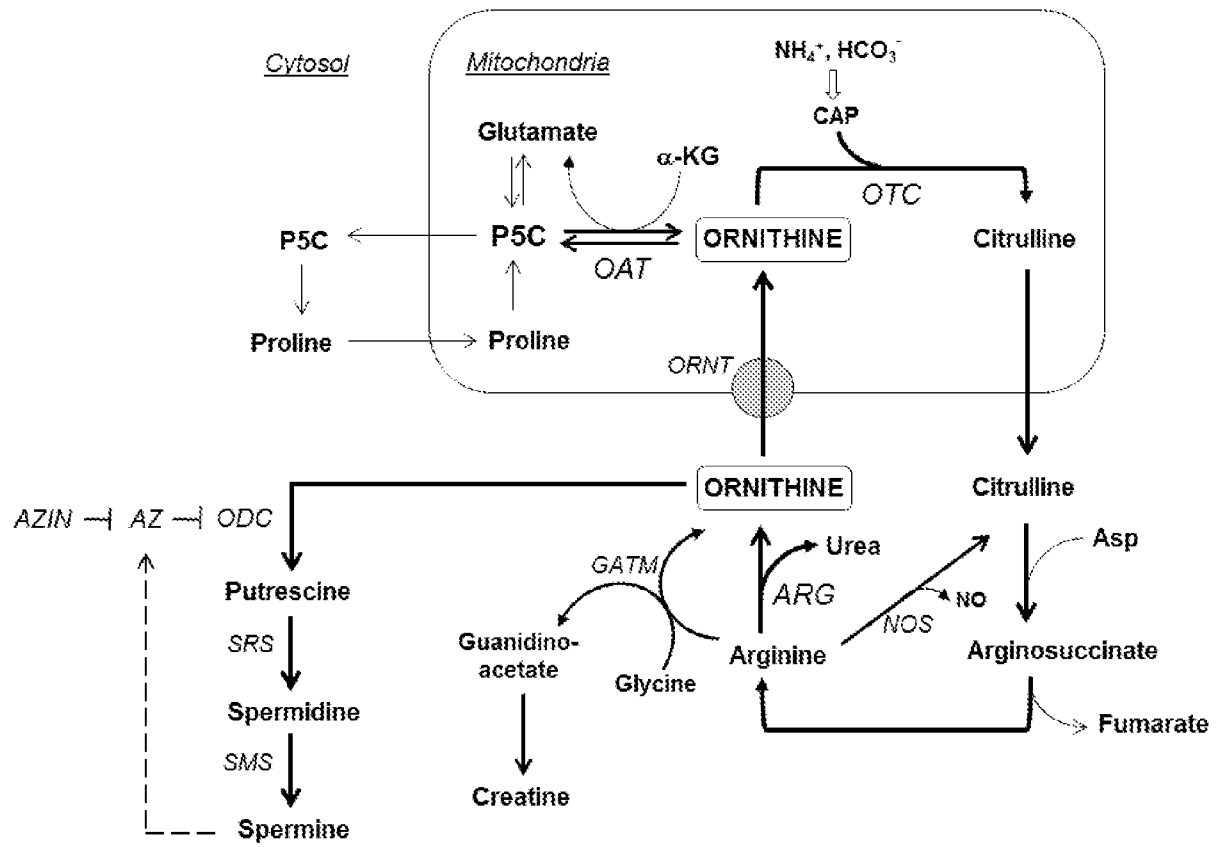 Cytosol
Mitochondria
NH₄⁺, HCO₃⁻
CAP
Glutamate
α-KG
OTC
P5C
P5C
ORNITHINE
Citrulline
OAT
Proline
Proline
ORNT
ORNITHINE
Citrulline
AZIN
AZ
ODC
GATM
Urea
Asp
Putrescine
ARG
NO
NOS
SRS
Guanidino-
acetate
Glycine
Arginine
Arginosuccinate
Spermidine
Fumarate
SMS
Creatine
Spermine